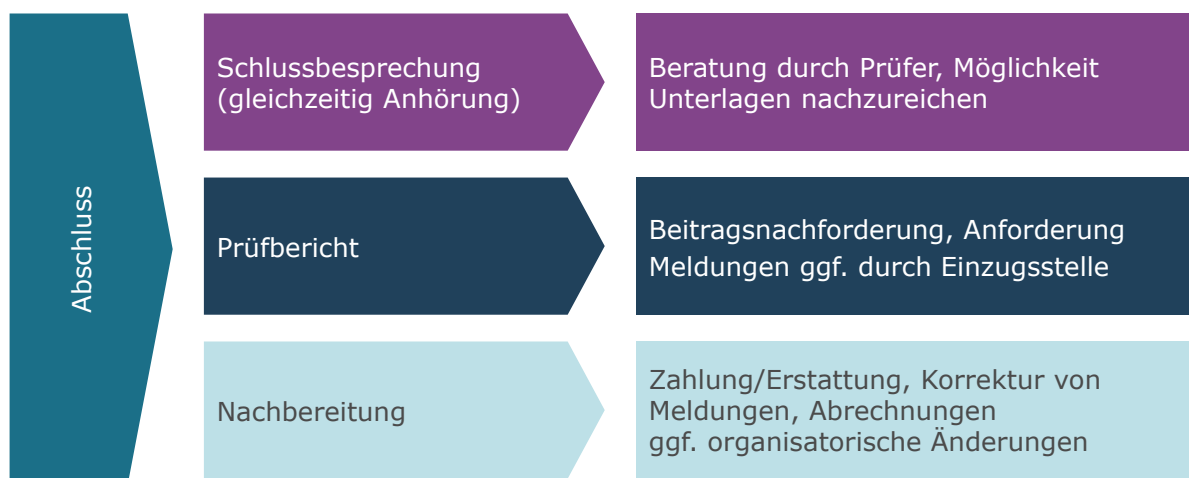 Abschluss
Schlussbesprechung
(gleichzeitig Anhörung)
Beratung durch Prüfer, Möglichkeit
Unterlagen nachzureichen
Prüfbericht
Beitragsnachforderung, Anforderung
Meldungen ggf. durch Einzugsstelle
Nachbereitung
Zahlung/Erstattung, Korrektur von
Meldungen, Abrechnungen
ggf. organisatorische Änderungen